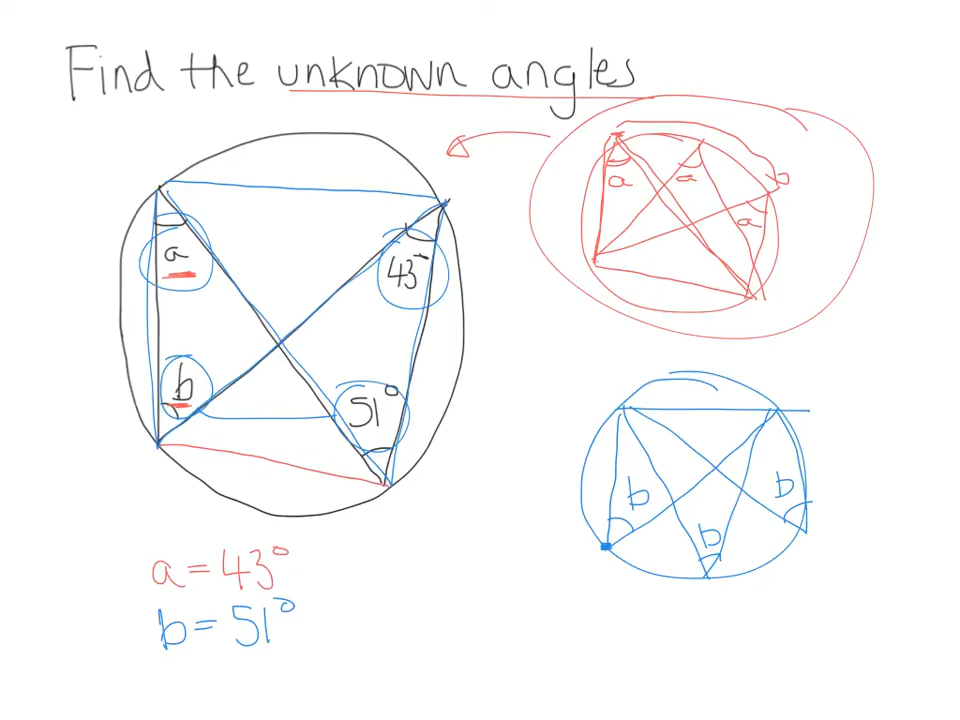 Find the unknown angles
a
43°
b
51°
a
a
a
b
b
b
a = 43°
b = 51°